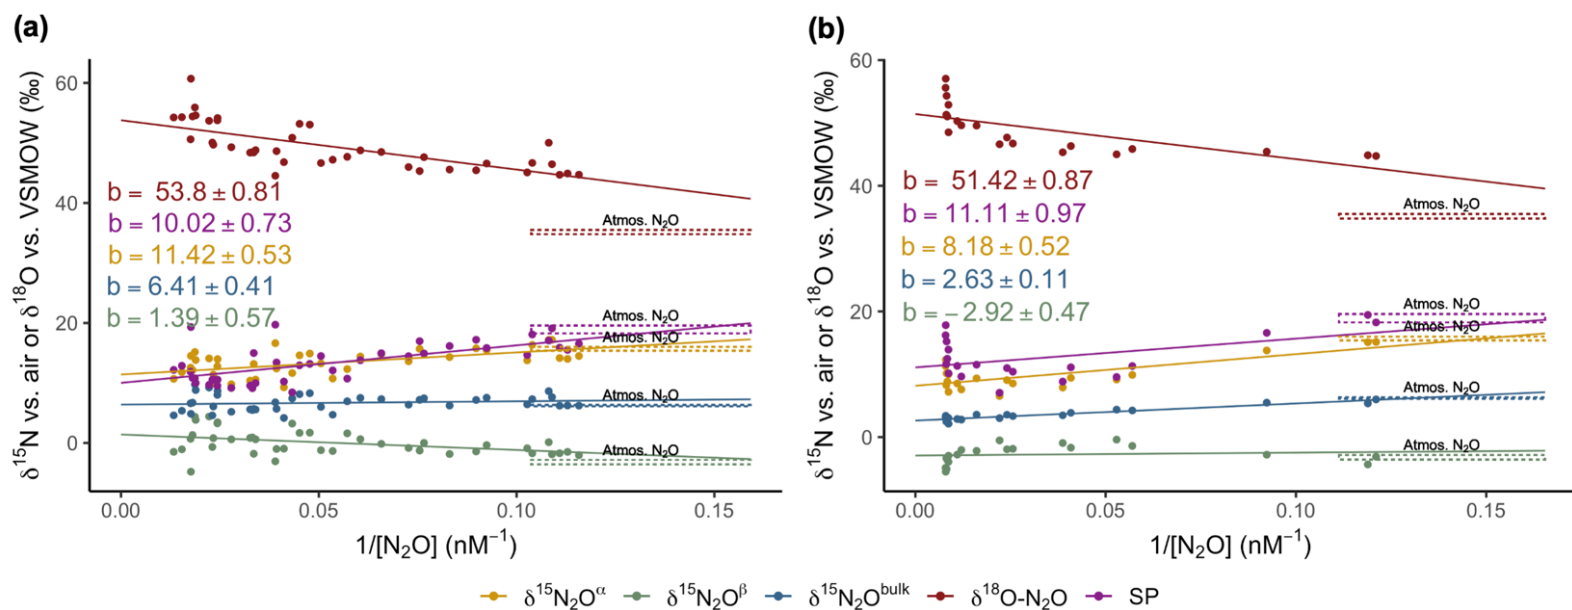 (a)
δ¹⁵N vs. air or δ¹⁸O vs. VSMOW (‰)
60
40
20
0
b = 53.8 ± 0.81
b = 10.02 ± 0.73
b = 11.42 ± 0.53
b = 6.41 ± 0.41
b = 1.39 ± 0.57
Atmos. N₂O
Atmos. N₂O
Atmos. N₂O
Atmos. N₂O
Atmos. N₂O
0.00 0.05 0.10 0.15
1/[N₂O] (nM⁻¹)
(b)
δ¹⁵N vs. air or δ¹⁸O vs. VSMOW (‰)
60
40
20
0
b = 51.42 ± 0.87
b = 11.11 ± 0.97
b = 8.18 ± 0.52
b = 2.63 ± 0.11
b = −2.92 ± 0.47
Atmos. N₂O
Atmos. N₂O
Atmos. N₂O
Atmos. N₂O
Atmos. N₂O
0.00 0.05 0.10 0.15
1/[N₂O] (nM⁻¹)
δ¹⁵N₂Oᵅ δ¹⁵N₂Oᵝ δ¹⁵N₂Oᵇᵘˡᵏ δ¹⁸O-N₂O SP